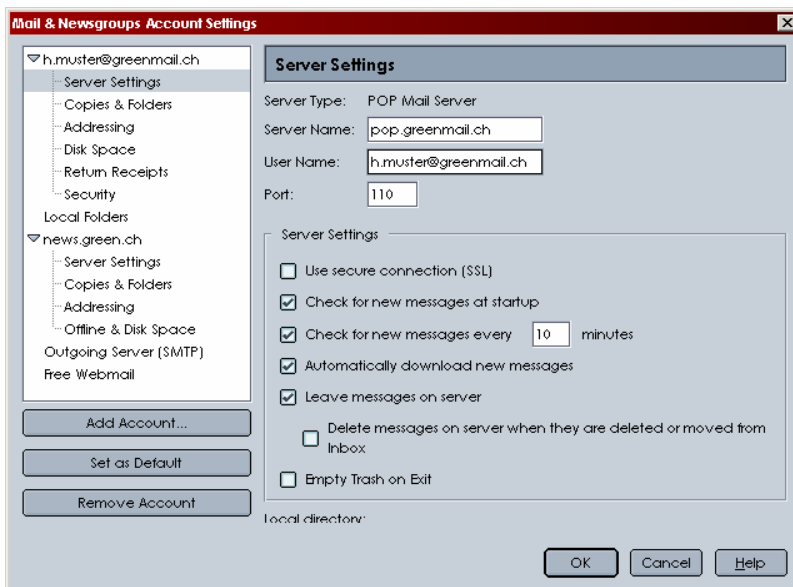 Mail & Newsgroups Account Settings
h.muster@greenmail.ch
Server Settings
Copies & Folders
Addressing
Disk Space
Return Receipts
Security
Local Folders
news.green.ch
Server Settings
Copies & Folders
Addressing
Offline & Disk Space
Outgoing Server (SMTP)
Free Webmail
Add Account...
Set as Default
Remove Account
Server Settings
Server Type: POP Mail Server
Server Name: pop.greenmail.ch
User Name: h.muster@greenmail.ch
Port: 110
Server Settings
Use secure connection (SSL)
Check for new messages at startup
Check for new messages every 10 minutes
Automatically download new messages
Leave messages on server
Delete messages on server when they are deleted or moved from
Inbox
Empty Trash on Exit
Local directory:
OK Cancel Help